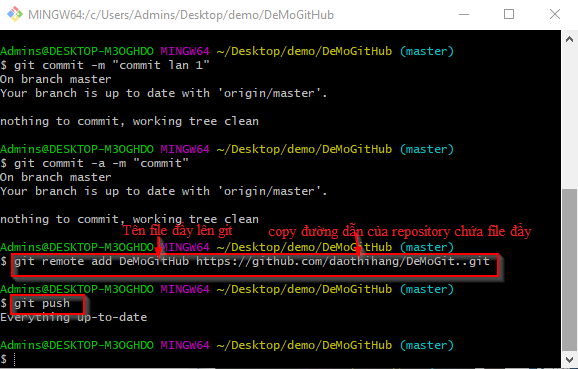 MINGW64:/c/Users/Admins/Desktop/demo/DeMoGitHub
Admins@DESKTOP-M3OGHDO MINGW64 ~/Desktop/demo/DeMoGitHub (master)
$ git commit -m "commit lan 1"
On branch master
Your branch is up to date with 'origin/master'.
nothing to commit, working tree clean
Admins@DESKTOP-M3OGHDO MINGW64 ~/Desktop/demo/DeMoGitHub (master)
$ git commit -a -m "commit"
On branch master
Your branch is up to date with 'origin/master'.
nothing to commit, working tree clean
Tên file đẩy lên git copy đường dẫn của repository chứa file đẩy
Admins@DESKTOP-M3OGHDO MINGW64 ~/Desktop/demo/DeMoGitHub (master)
$ git remote add DeMoGitHub https://github.com/daothihang/DeMoGit..git
Admins@DESKTOP-M3OGHDO MINGW64 ~/Desktop/demo/DeMoGitHub (master)
$ git push
Everything up-to-date
Admins@DESKTOP-M3OGHDO MINGW64 ~/Desktop/demo/DeMoGitHub (master)
$